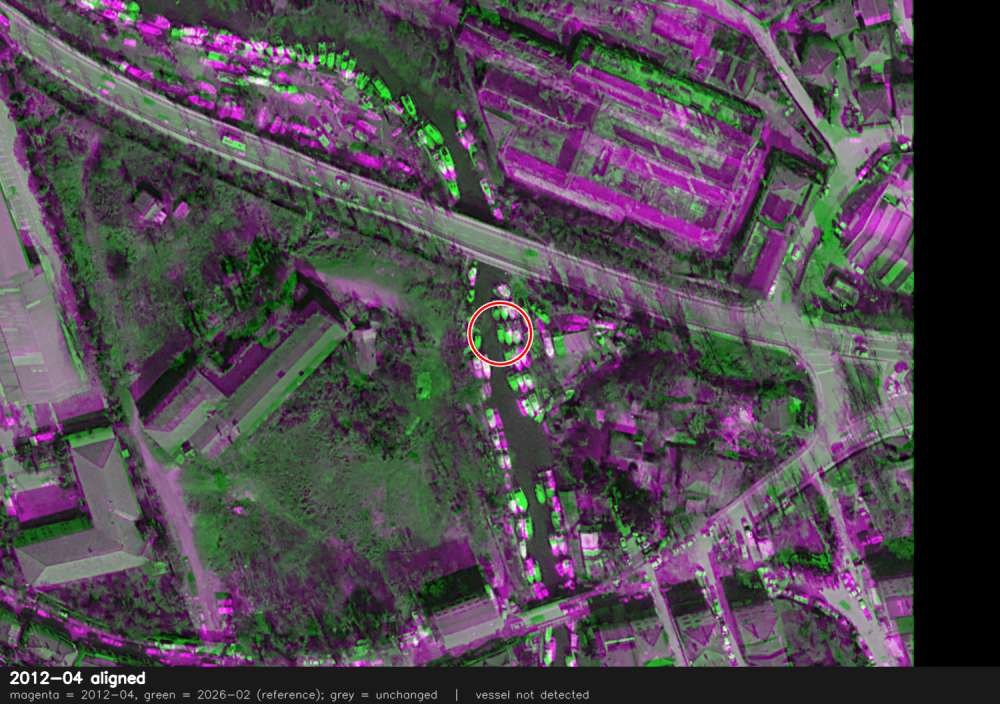 2012-04 aligned
magenta = 2012-04, green = 2026-02 (reference); grey = unchanged | vessel not detected